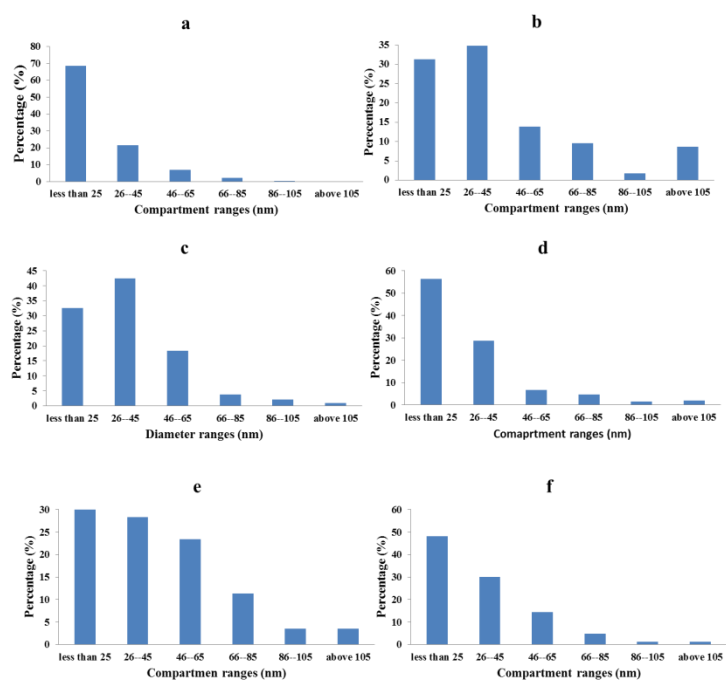 a
Percentage (%)
80
70
60
50
40
30
20
10
0
less than 25 26--45 46--65 66--85 86--105 above 105
Compartment ranges (nm)
b
Perecentage (%)
35
30
25
20
15
10
5
0
less than 25 26--45 46--65 66--85 86--105 above 105
Compartment ranges (nm)
c
Percentage (%)
45
40
35
30
25
20
15
10
5
0
less than 25 26--45 46--65 66--85 86--105 above 105
Diameter ranges (nm)
d
Percentage (%)
60
50
40
30
20
10
0
less than 25 26--45 46--65 66--85 86--105 above 105
Comaprtment ranges (nm)
e
Percentage (%)
30
25
20
15
10
5
0
less than 25 26--45 46--65 66--85 86--105 above 105
Compartmen ranges (nm)
f
Percentage (%)
60
50
40
30
20
10
0
less than 25 26--45 46--65 66--85 86--105 above 105
Compartment ranges (nm)